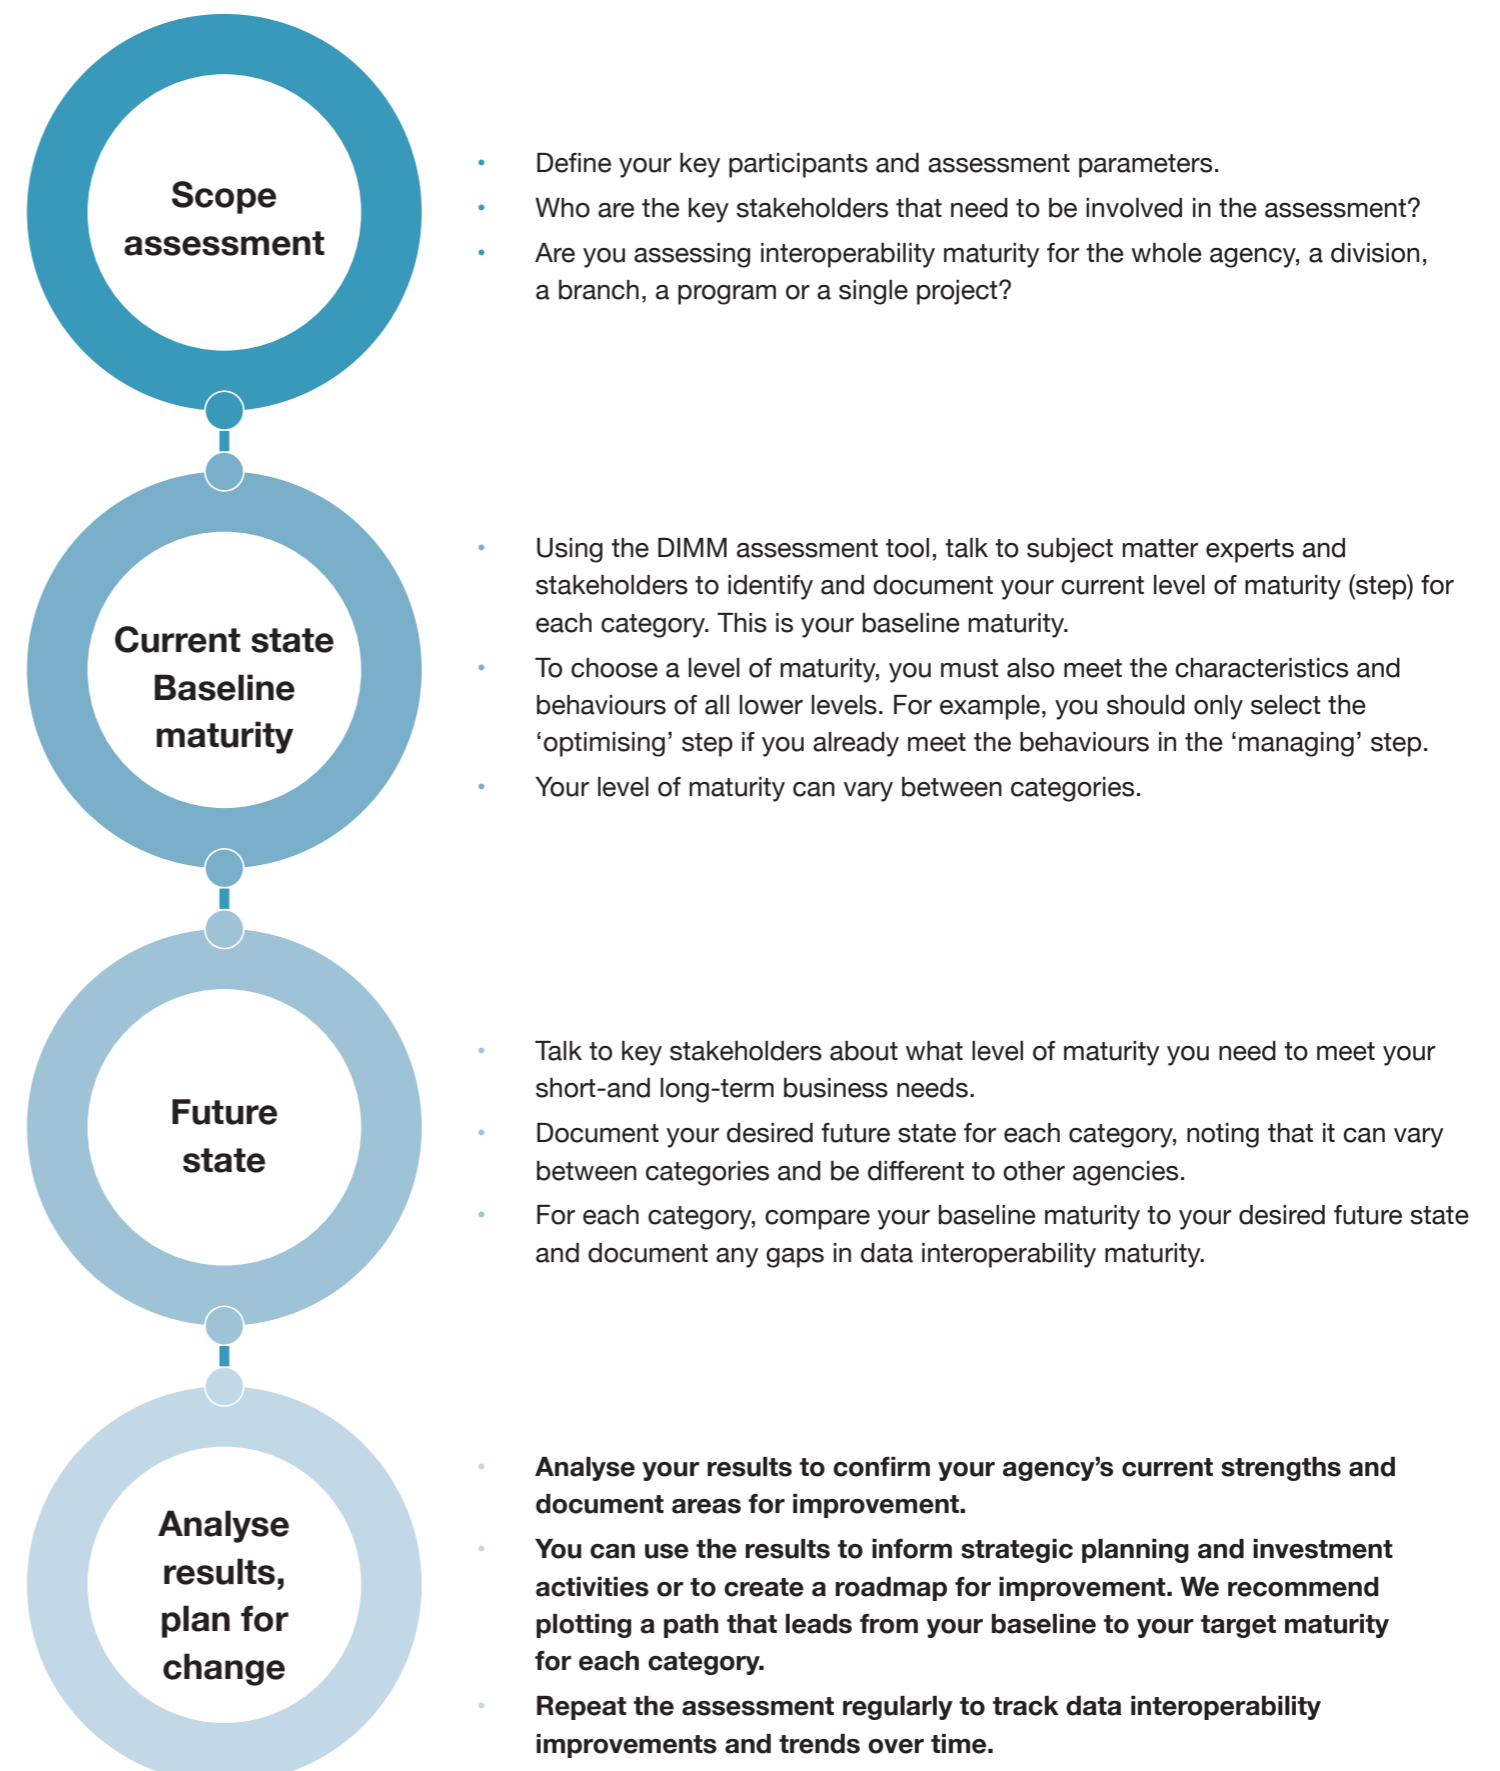 Scope
assessment
• Define your key participants and assessment parameters.
• Who are the key stakeholders that need to be involved in the assessment?
• Are you assessing interoperability maturity for the whole agency, a division,
a branch, a program or a single project?
Current state
Baseline
maturity
• Using the DIMM assessment tool, talk to subject matter experts and
stakeholders to identify and document your current level of maturity (step) for
each category. This is your baseline maturity.
• To choose a level of maturity, you must also meet the characteristics and
behaviours of all lower levels. For example, you should only select the
‘optimising’ step if you already meet the behaviours in the ‘managing’ step.
• Your level of maturity can vary between categories.
Future
state
• Talk to key stakeholders about what level of maturity you need to meet your
short-and long-term business needs.
• Document your desired future state for each category, noting that it can vary
between categories and be different to other agencies.
• For each category, compare your baseline maturity to your desired future state
and document any gaps in data interoperability maturity.
Analyse
results,
plan for
change
• Analyse your results to confirm your agency’s current strengths and
document areas for improvement.
• You can use the results to inform strategic planning and investment
activities or to create a roadmap for improvement. We recommend
plotting a path that leads from your baseline to your target maturity
for each category.
• Repeat the assessment regularly to track data interoperability
improvements and trends over time.